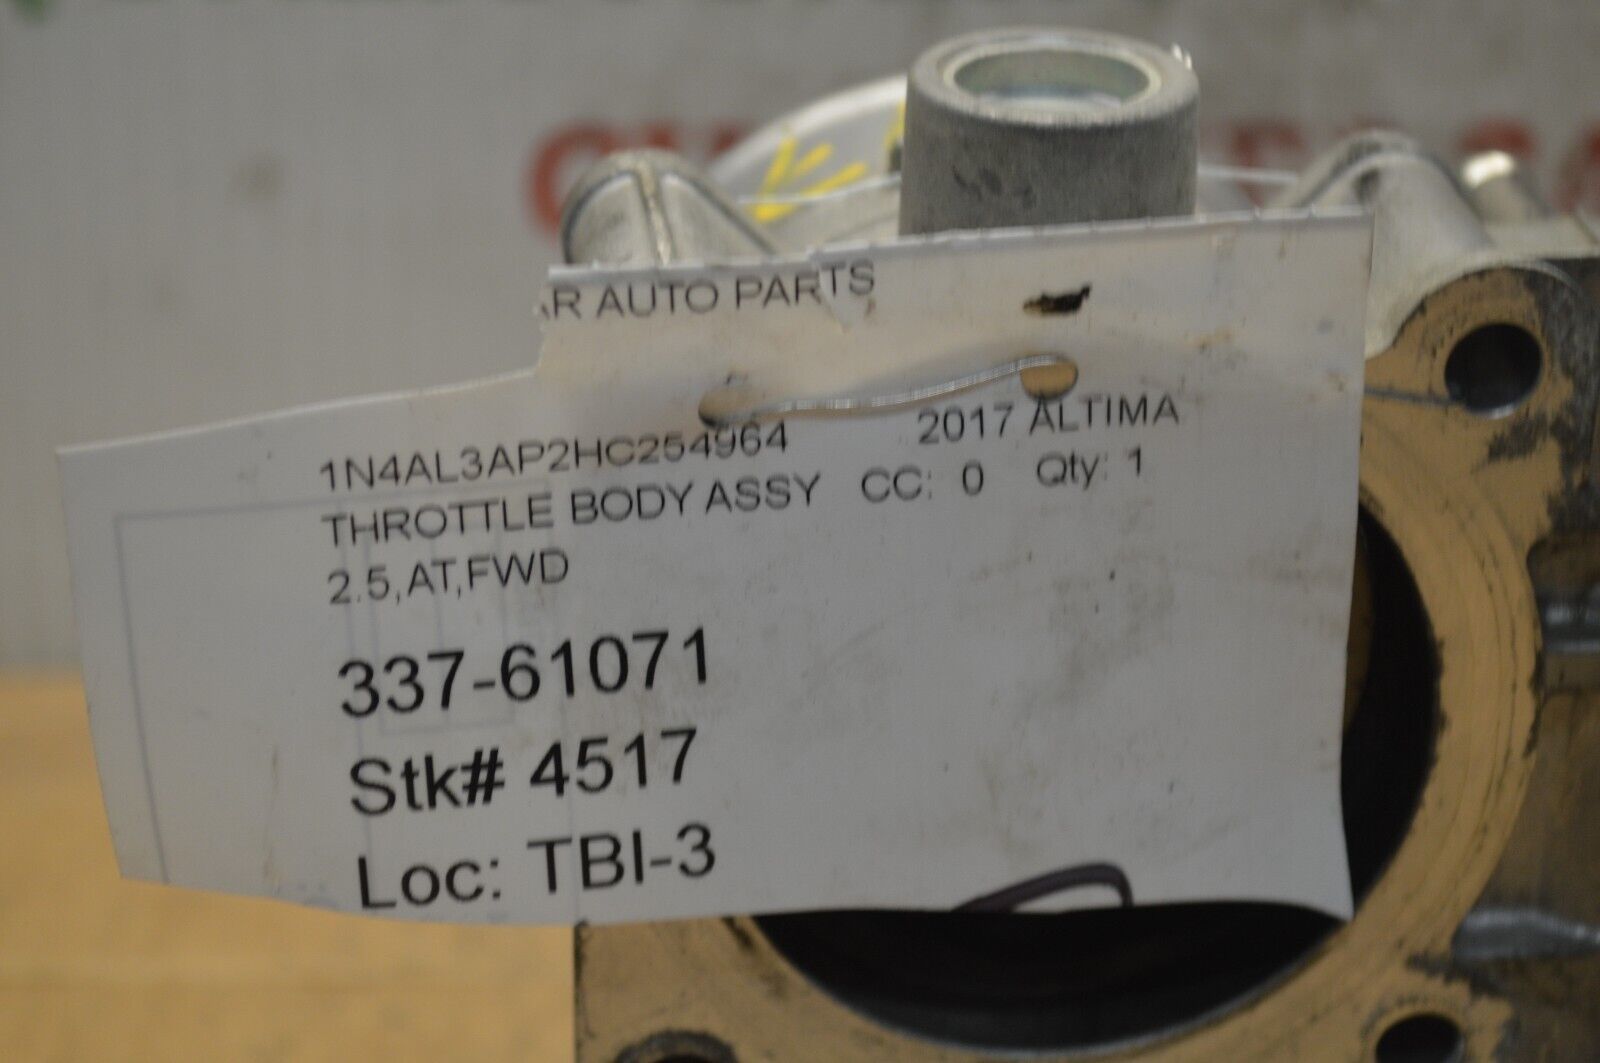 AR AUTO PARTS
1N4AL3AP2HC254964 2017 ALTIMA
THROTTLE BODY ASSY CC: 0 Qty: 1
2.5,AT,FWD
337-61071
Stk# 4517
Loc: TBI-3